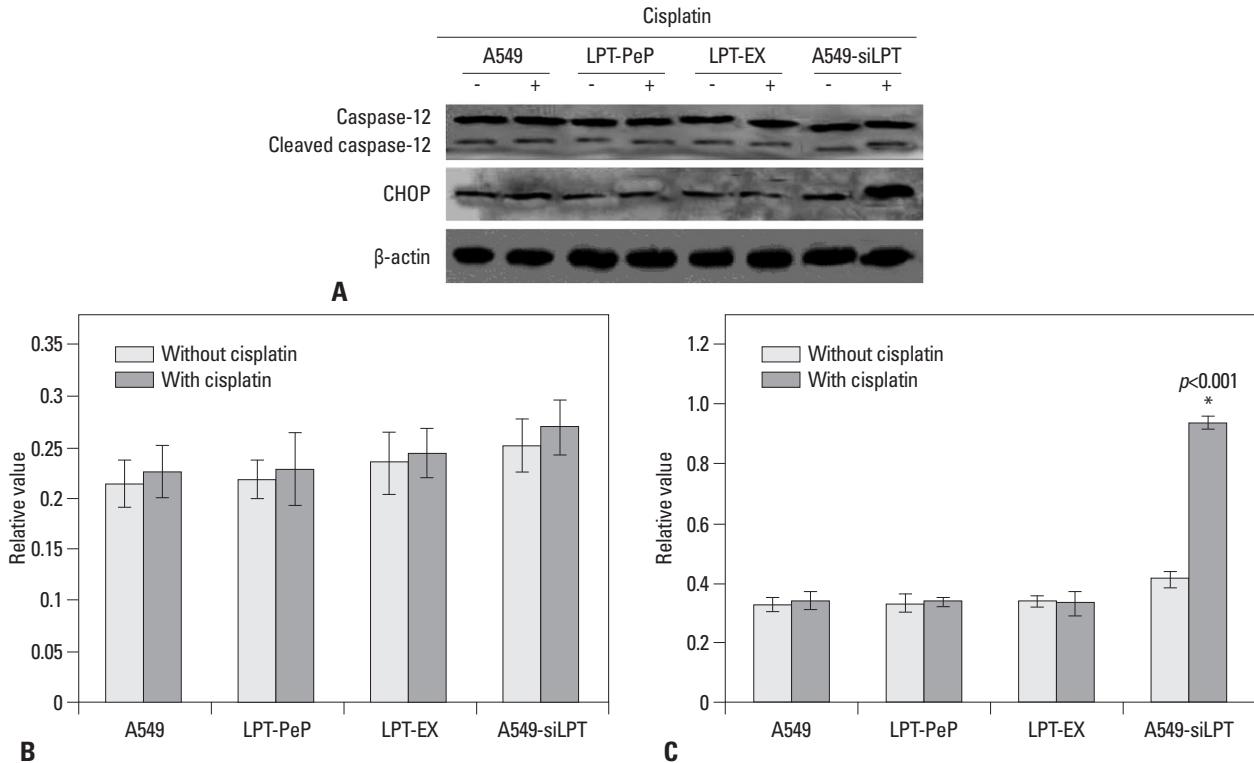 Cisplatin
A549 LPT-PeP LPT-EX A549-siLPT
- + - + - + - +
Caspase-12
Cleaved caspase-12
CHOP
β-actin
A
0.35
0.3
0.25
0.2
0.15
0.1
0.05
0
Relative value
Without cisplatin
With cisplatin
A549 LPT-PeP LPT-EX A549-siLPT
B
1.2
1.0
0.8
0.6
0.4
0.2
0
Relative value
Without cisplatin
With cisplatin
p<0.001
*
A549 LPT-PeP LPT-EX A549-siLPT
C